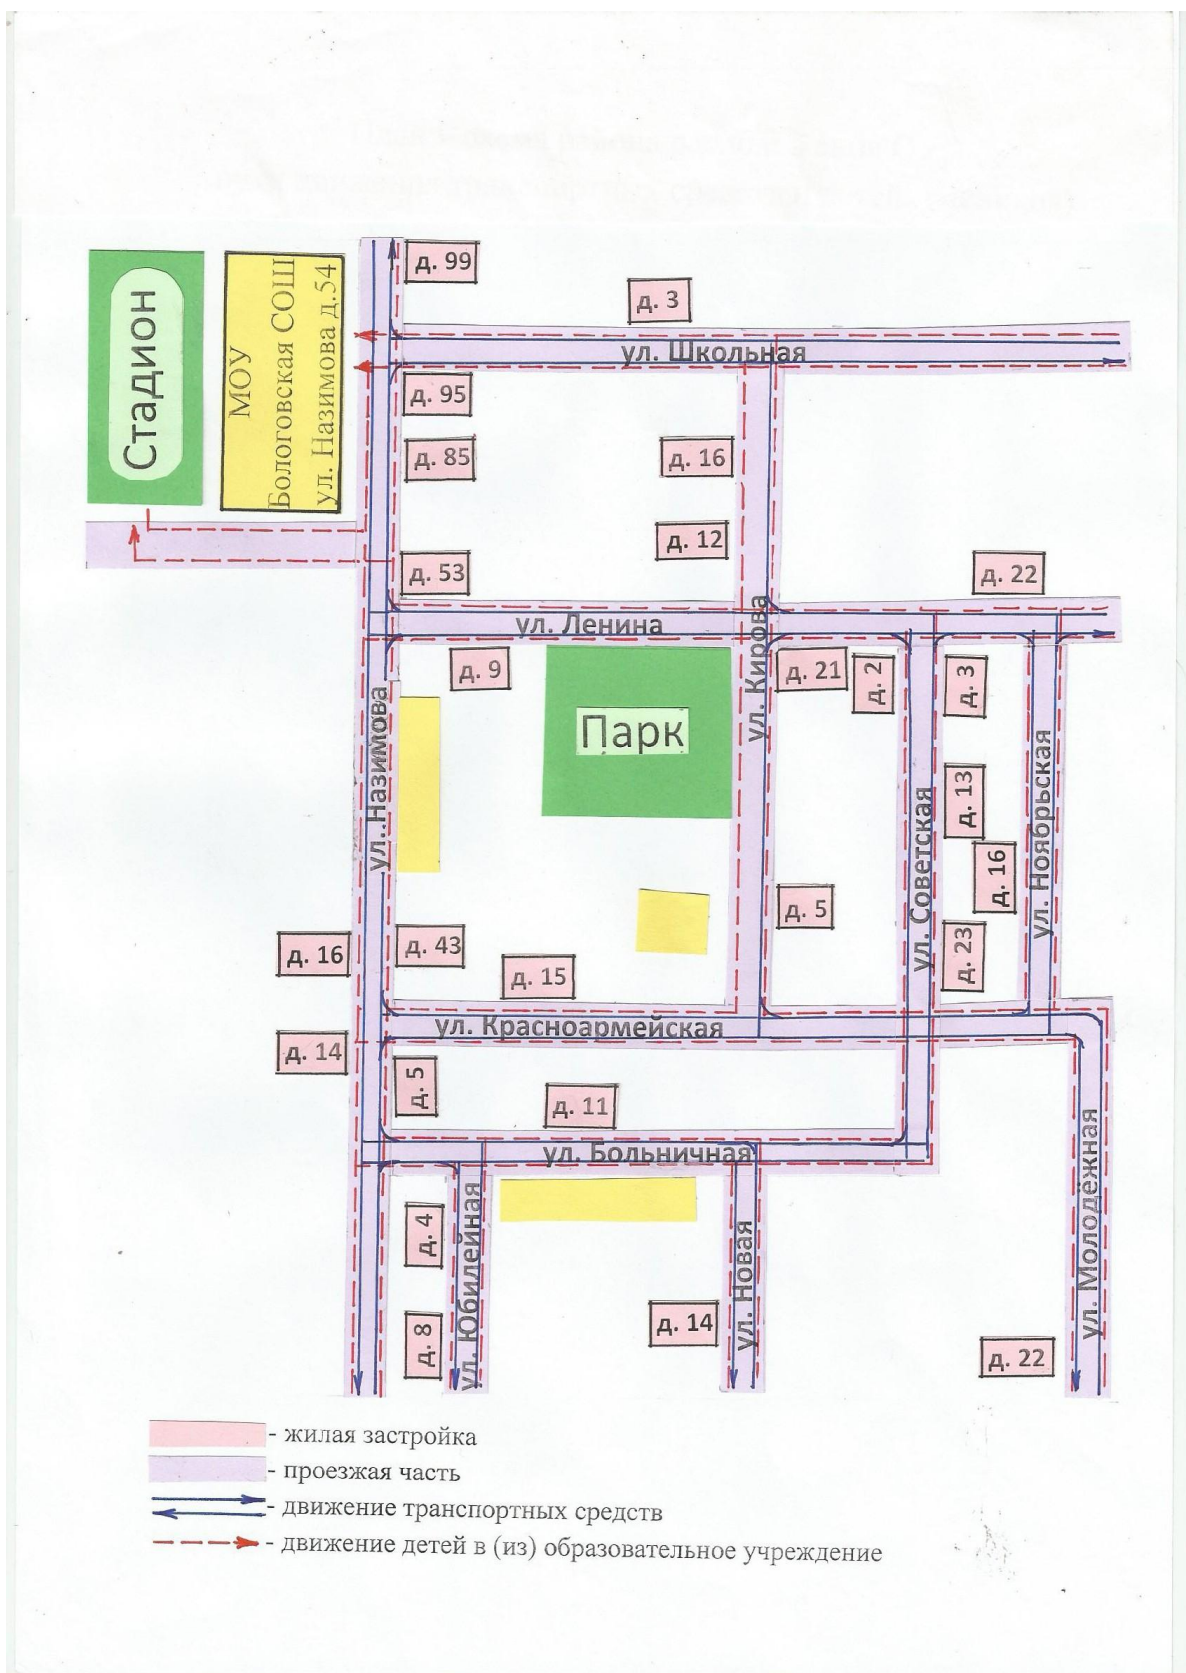 д. 99
д. 3
Стадион
МОУ
Бологовская СОШ
ул. Назимова д.54
ул. Школьная
д. 95
д. 85
д. 16
д. 12
д. 53
д. 22
ул. Ленина
ул. Кирова
д. 9
Парк
д. 21
д. 2
д. 3
ул. Назимова
д. 13
ул. Советская
д. 16
ул. Ноябрьская
д. 5
д. 23
д. 16
д. 43
д. 15
ул. Красноармейская
д. 14
д. 5
д. 11
ул. Больничная
д. 4
ул. Юбилейная
д. 8
ул. Новая
д. 14
ул. Молодёжная
д. 22
- жилая застройка
- проезжая часть
- движение транспортных средств
- движение детей в (из) образовательное учреждение